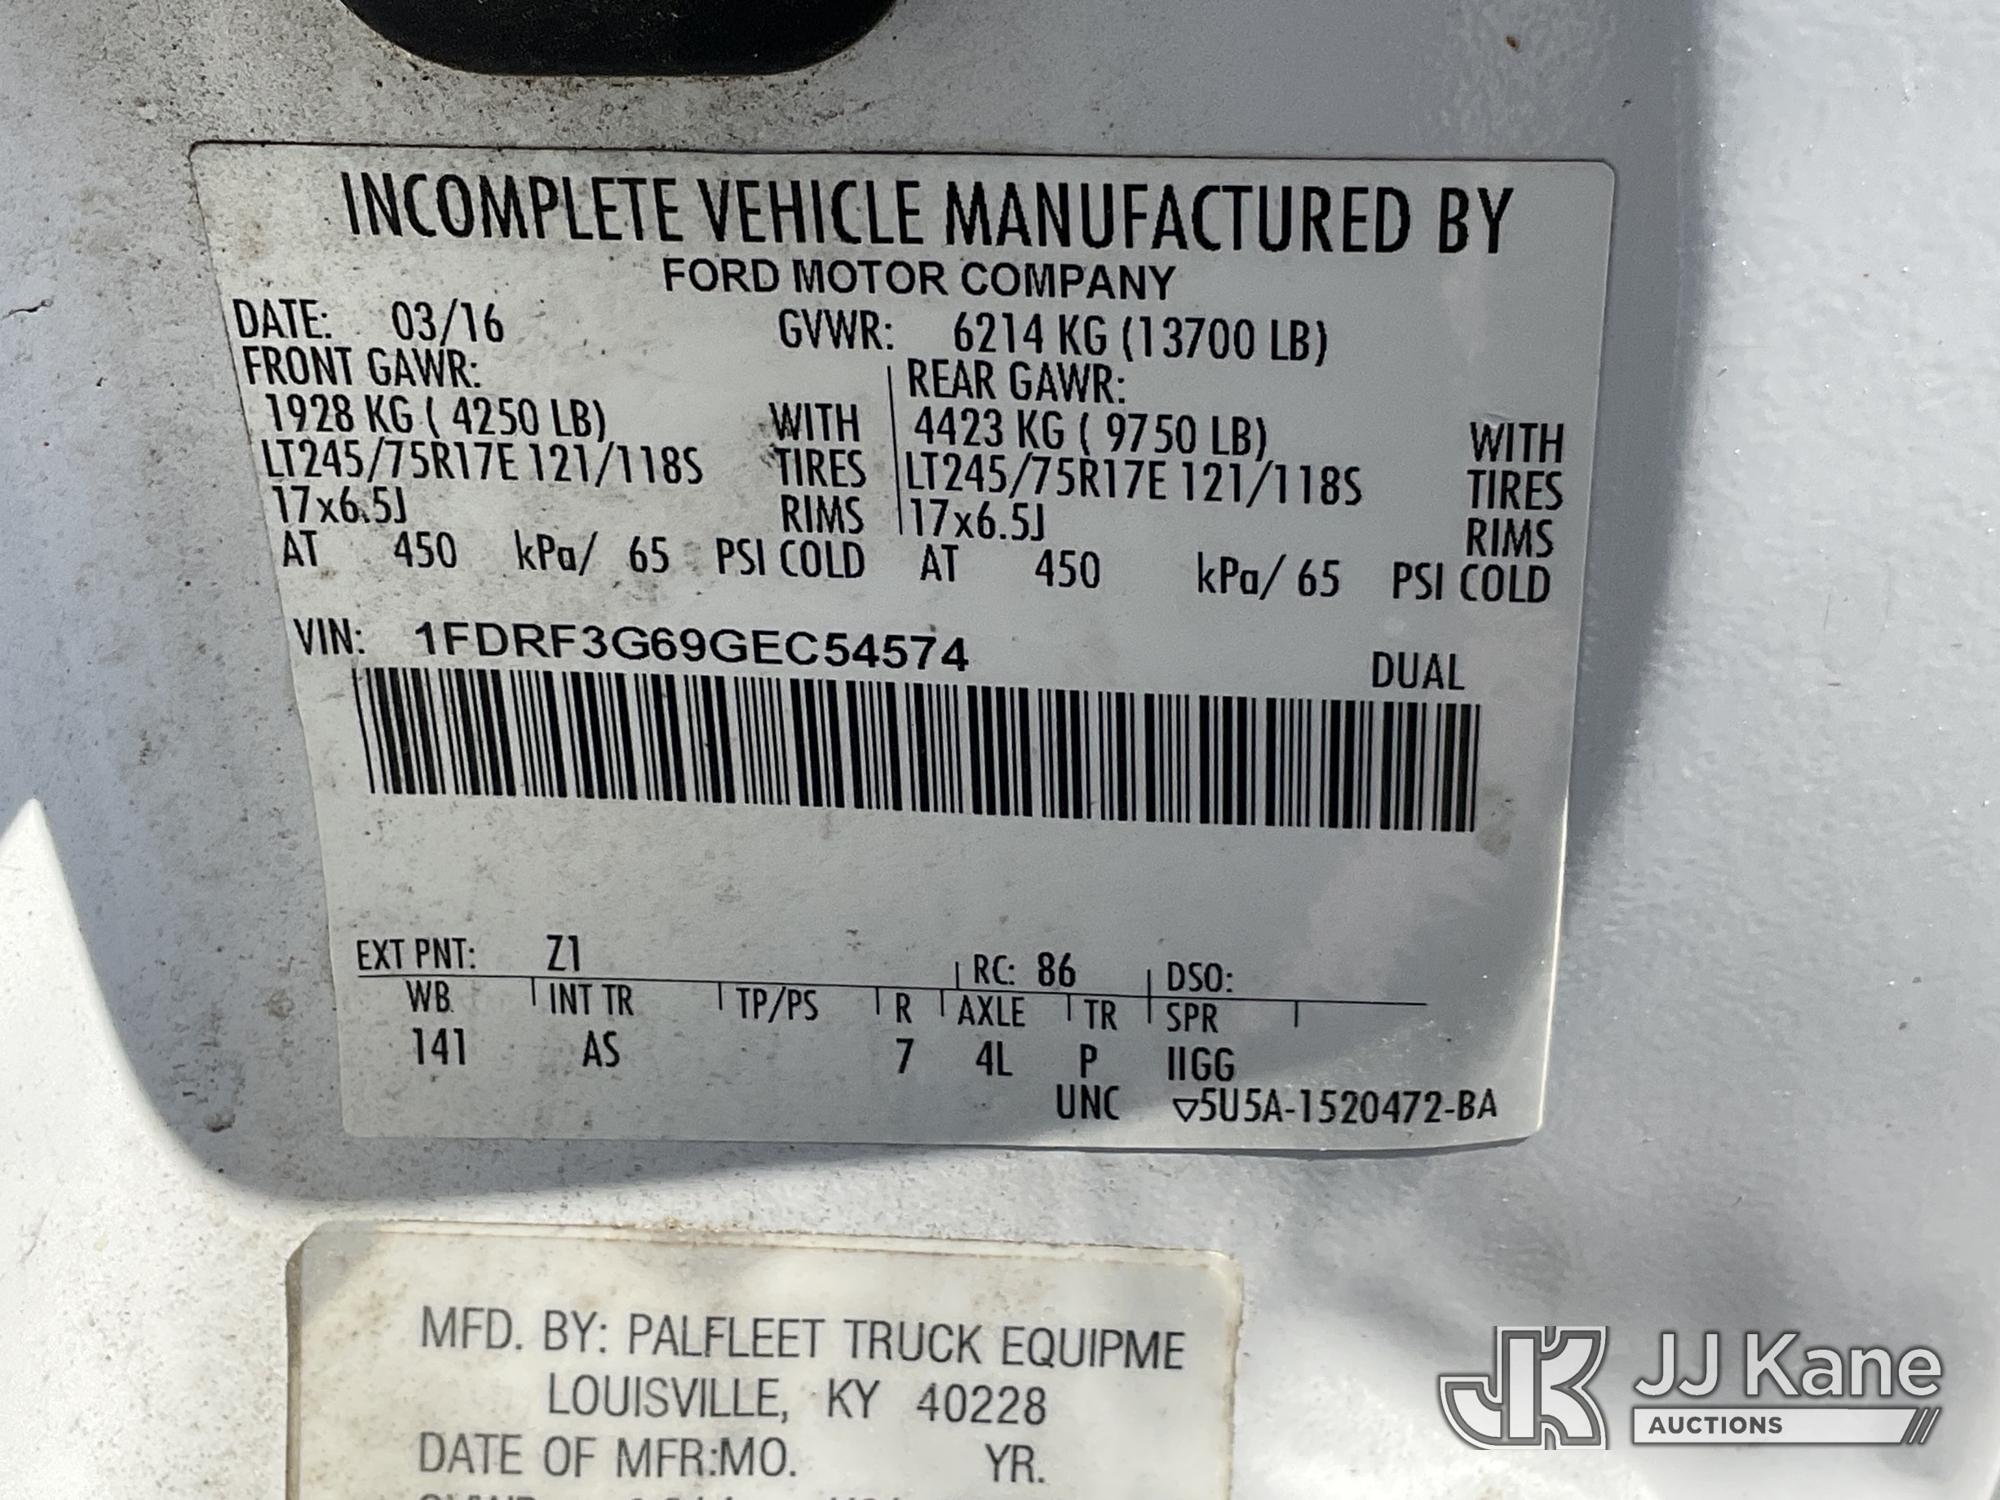 INCOMPLETE VEHICLE MANUFACTURED BY
FORD MOTOR COMPANY
DATE: 03/16 GVWR: 6214 KG (13700 LB)
FRONT GAWR: REAR GAWR:
1928 KG ( 4250 LB) WITH 4423 KG ( 9750 LB) WITH
LT245/75R17E 121/118S TIRES LT245/75R17E 121/118S TIRES
17x6.5J RIMS 17x6.5J RIMS
AT 450 kPa/ 65 PSI COLD AT 450 kPa/ 65 PSI COLD
VIN: 1FDRF3G69GEC54574 DUAL
EXT PNT: Z1 RC: 86 DSO:
WB INT TR TP/PS R AXLE TR SPR
141 AS 7 4L P IIGG
UNC ▽5U5A-1520472-BA
MFD. BY: PALFLEET TRUCK EQUIPME
LOUISVILLE, KY 40228
DATE OF MFR:MO. YR.
JK JJ Kane
AUCTIONS